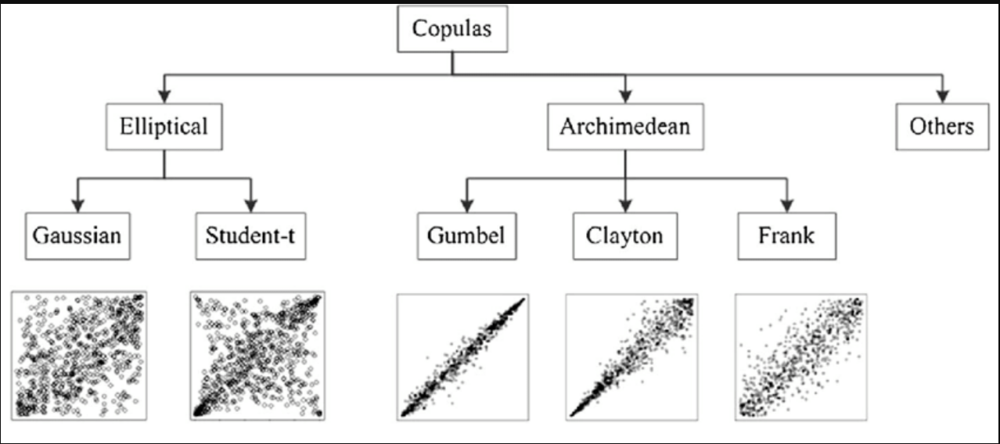 Copulas
Elliptical
Archimedean
Others
Gaussian
Student-t
Gumbel
Clayton
Frank